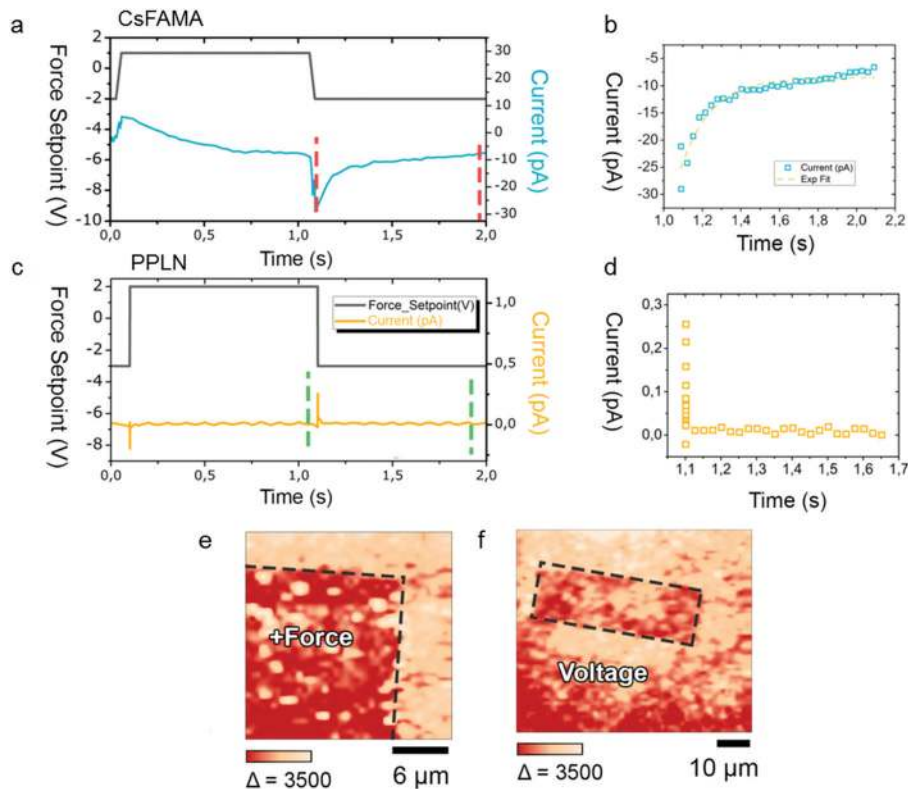 a
CsFAMA
Force Setpoint (V)
2
0
-2
-4
-6
-8
-10
30
20
10
0
-10
-20
-30
Current (pA)
0,0
0,5
1,0
1,5
2,0
Time (s)
b
Current (pA)
-5
-10
-15
-20
-25
-30
Current (pA)
Exp Fit
1,0
1,2
1,4
1,6
1,8
2,0
2,2
Time (s)
c
PPLN
Force Setpoint (V)
2
0
-2
-4
-6
-8
Force_Setpoint(V)
Current (pA)
1,0
0,5
0,0
Current (pA)
0,0
0,5
1,0
1,5
2,0
Time (s)
d
Current (pA)
0,3
0,2
0,1
0,0
1,1
1,2
1,3
1,4
1,5
1,6
1,7
Time (s)
e
+Force
Δ = 3500
6 μm
f
Voltage
Δ = 3500
10 μm